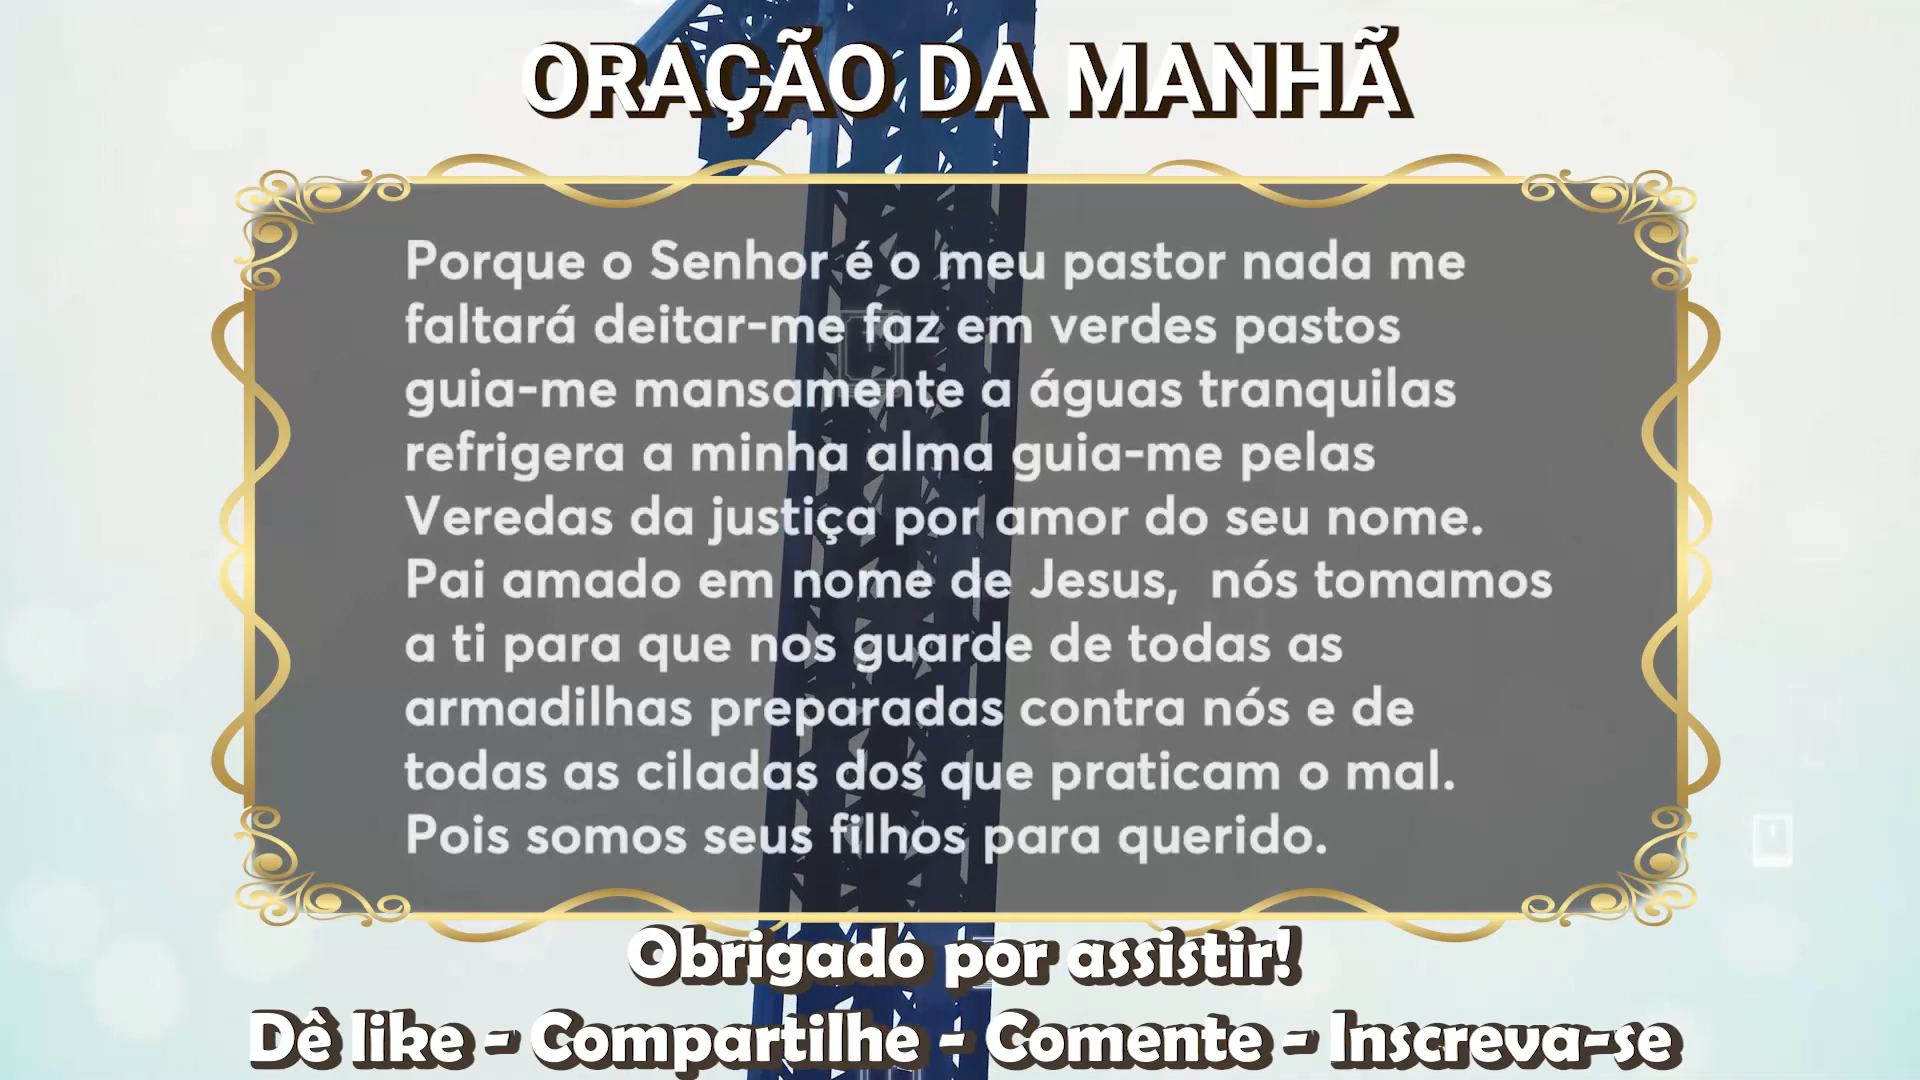 ORAÇÃO DA MANHÃ
Porque o Senhor é o meu pastor nada me
faltará deitar-me faz em verdes pastos
guia-me mansamente a águas tranquilas
refrigera a minha alma guia-me pelas
Veredas da justiça por amor do seu nome.
Pai amado em nome de Jesus,  nós tomamos
a ti para que nos guarde de todas as
armadilhas preparadas contra nós e de
todas as ciladas dos que praticam o mal.
Pois somos seus filhos para querido.
Obrigado por assistir!
Dê like - Compartilhe - Comente - Inscreva-se